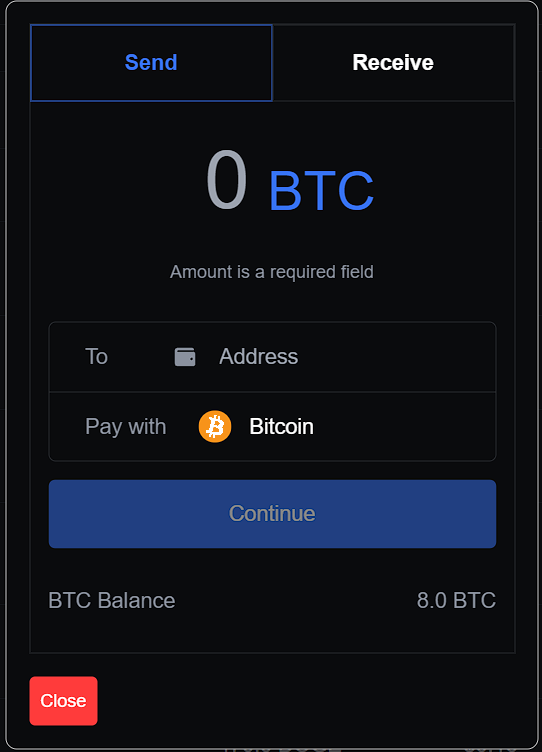 Send Receive
0 BTC
Amount is a required field
To Address
Pay with Bitcoin
Continue
BTC Balance 8.0 BTC
Close